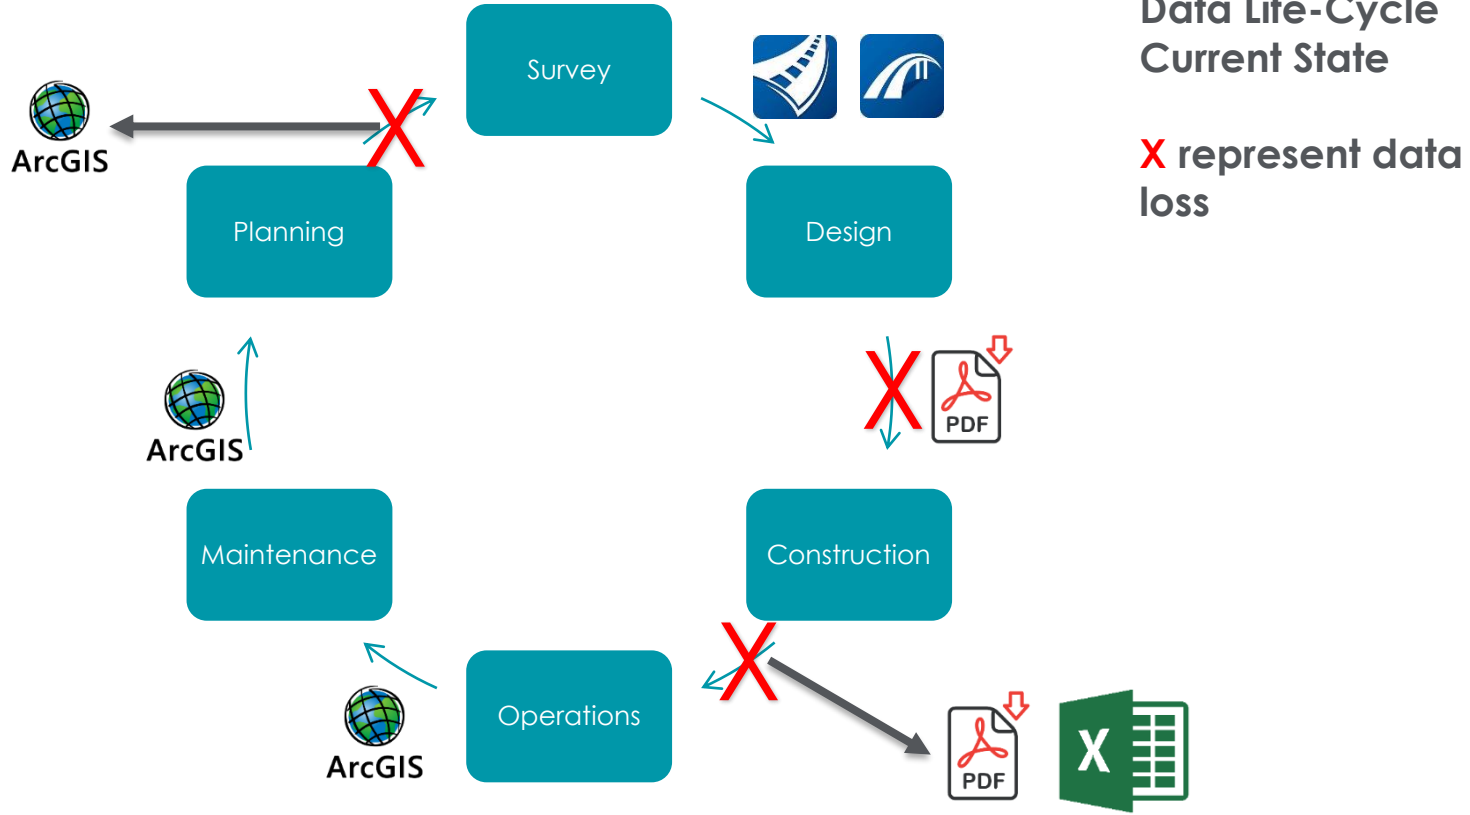 Data Life-Cycle
Current State
X represent data
loss
Survey
X
ArcGIS
Planning
Design
X
PDF
ArcGIS
Maintenance
Construction
X
Operations
ArcGIS
PDF
X